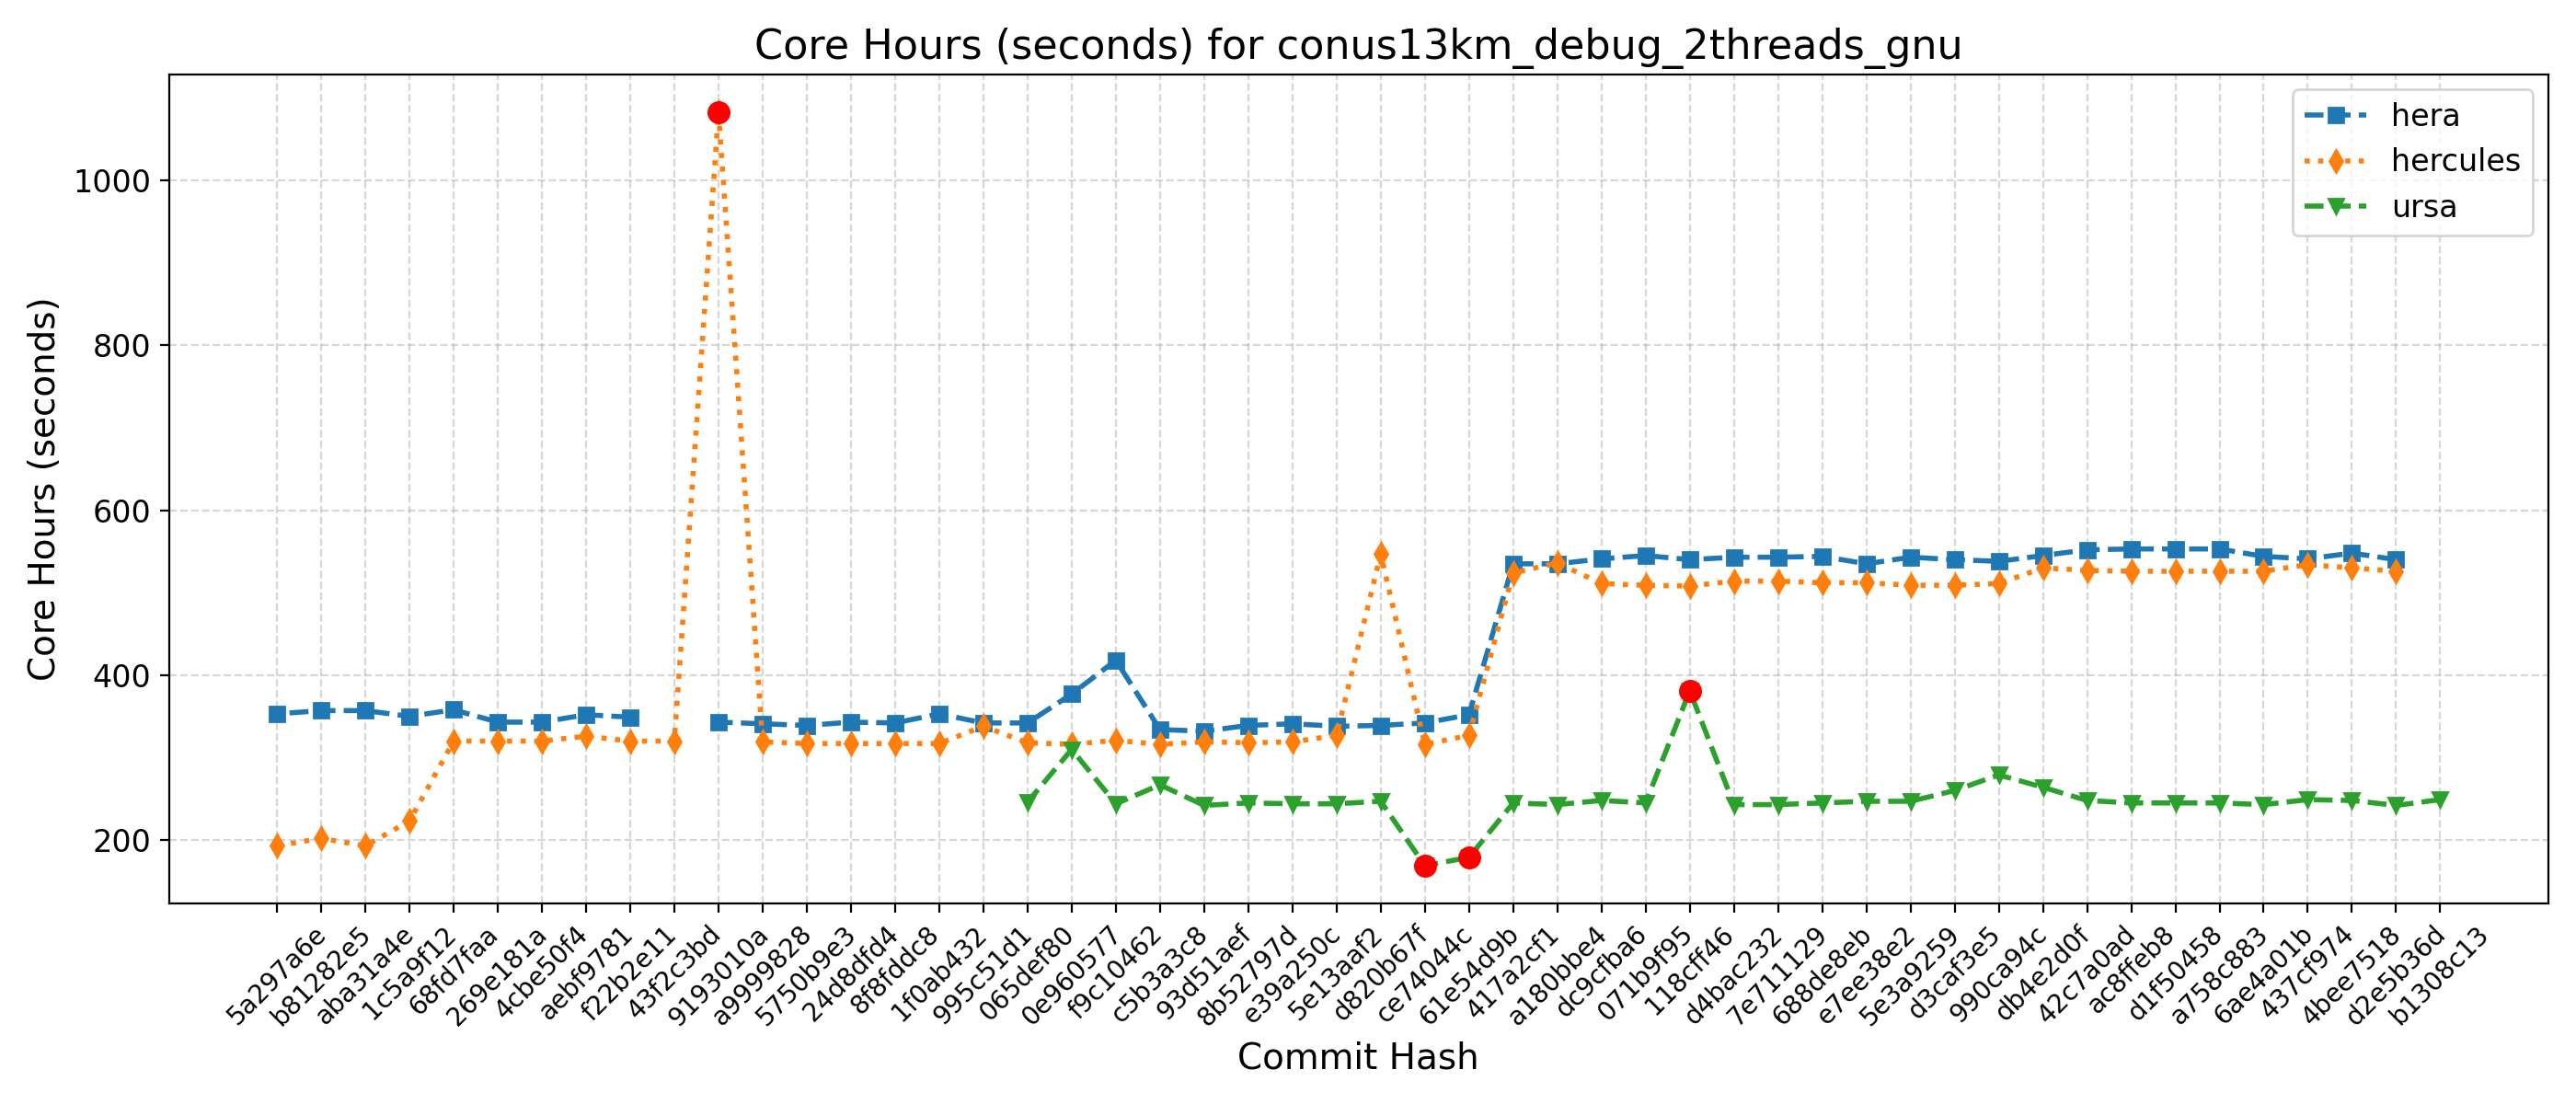 Core Hours (seconds) for conus13km_debug_2threads_gnu
hera
hercules
ursa
Core Hours (seconds)
1000
800
600
400
200
5a297a6e
b81282e5
aba31a4e
1c5a9f12
68fd7faa
269e181a
4cbe50f4
aebf9781
f22b2e11
43f2c3bd
9193010a
a9999828
5750b9e3
24d8dfd4
8f8fddc8
1f0ab432
995c51d1
065def80
0e960577
f9c10462
c5b3a3c8
93d51aef
8b52797d
e39a250c
5e13aaf2
d820b67f
ce74044c
61e54d9b
417a2cf1
a180bbe4
dc9cfba6
071b9f95
118cff46
d4bac232
7e711129
688de8eb
e7ee38e2
5e3a9259
d3caf3e5
990ca94c
db4e2d0f
42c7a0ad
ac8ffeb8
d1f50458
a758c883
6ae4a01b
437cf974
4bee7518
d2e5b36d
b1308c13
Commit Hash